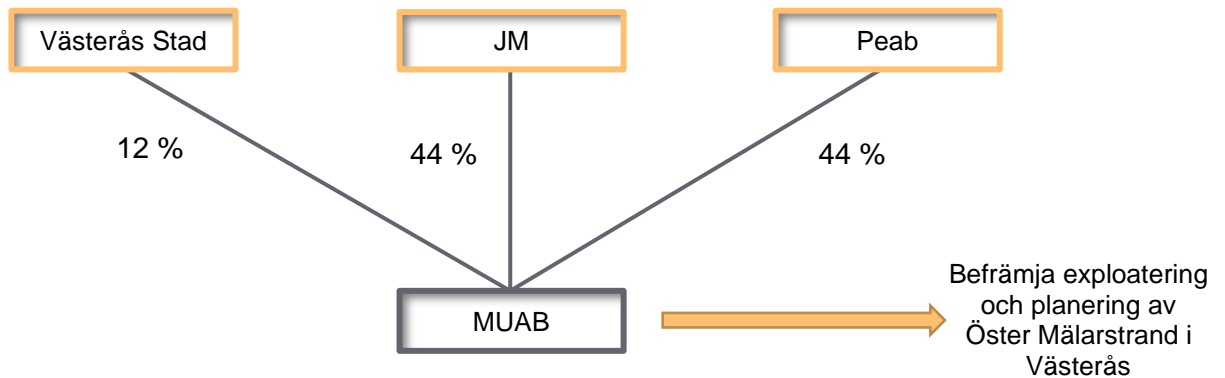 Västerås Stad
JM
Peab
12 %
44 %
44 %
MUAB
Befrämja exploatering
och planering av
Öster Mälarstrand i
Västerås